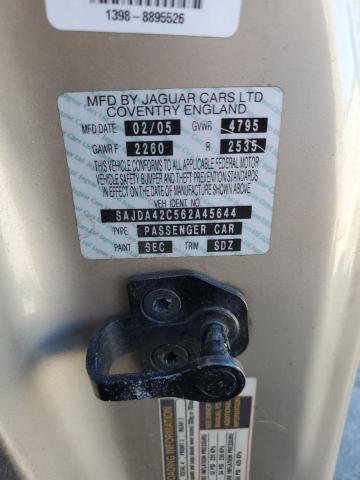 1398-8895526
MFD BY JAGUAR CARS LTD
COVENTRY ENGLAND
MFD DATE 02/05 GVWR 4795
GAWR F 2260 R 2535
THIS VEHICLE CONFORMS TO ALL APPLICABLE FEDERAL MOTOR
VEHICLE SAFETY BUMPER AND THEFT PREVENTION STANDARDS
IN EFFECT ON THE DATE OF MANUFACTURE SHOWN ABOVE.
VEH IDENT
SAJDA42C562A45644
TYPE PASSENGER CAR
PAINT SEC TRIM SDZ
LOADING INFORMATION